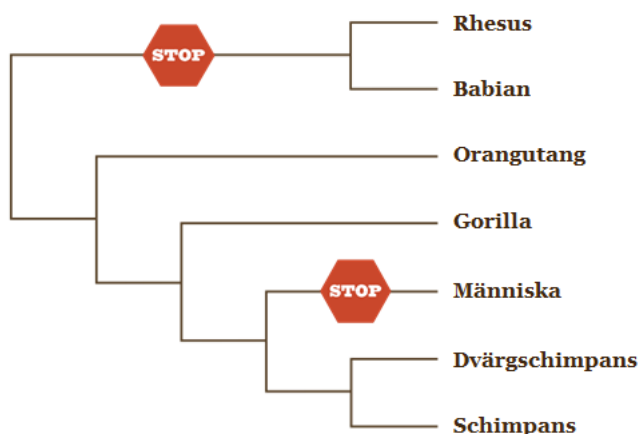 STOP
Rhesus
Babian
Orangutang
Gorilla
STOP
Människa
Dvärgschimpans
Schimpans